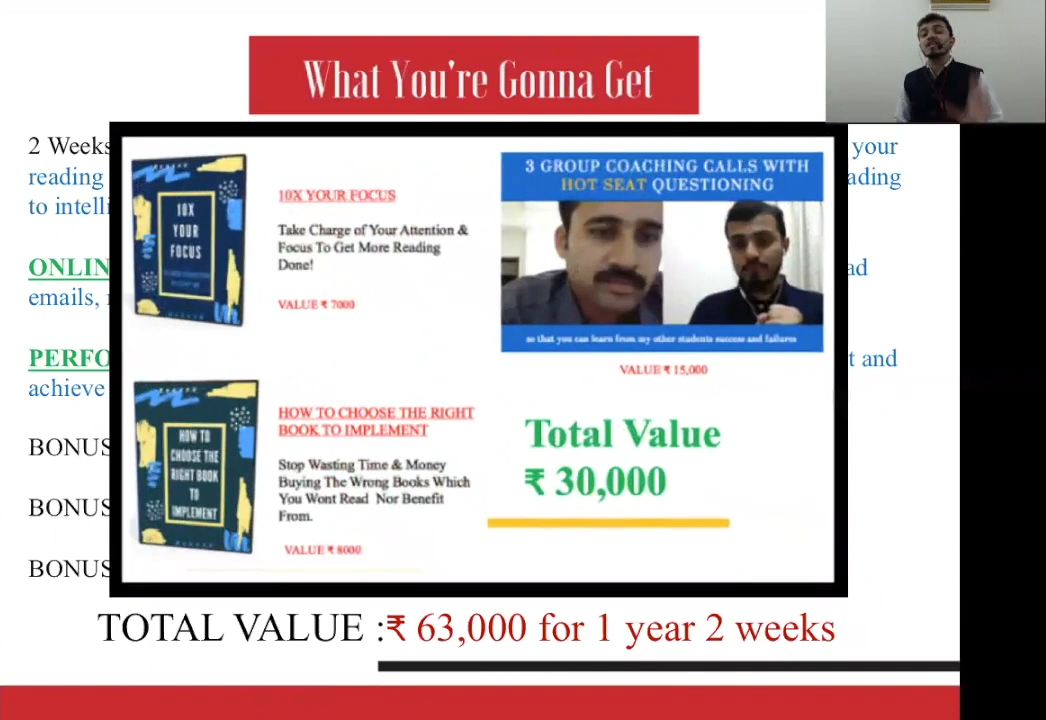 What You're Gonna Get
2 Weeks
your
reading
ading
to intelli
ONLIN
ad
emails,
PERFO
t and
achieve
BONUS
BONUS
BONUS
10X
YOUR
FOCUS
10X YOUR FOCUS
Take Charge of Your Attention &
Focus To Get More Reading
Done!
VALUE ₹ 7000
HOW TO
CHOOSE THE
RIGHT BOOK
TO
IMPLEMENT
HOW TO CHOOSE THE RIGHT
BOOK TO IMPLEMENT
Stop Wasting Time & Money
Buying The Wrong Books Which
You Wont Read Nor Benefit
From.
VALUE ₹ 8000
3 GROUP COACHING CALLS WITH
HOT SEAT QUESTIONING
so that you can learn from my other students success and failures
VALUE ₹ 15,000
Total Value
₹ 30,000
TOTAL VALUE :₹ 63,000 for 1 year 2 weeks